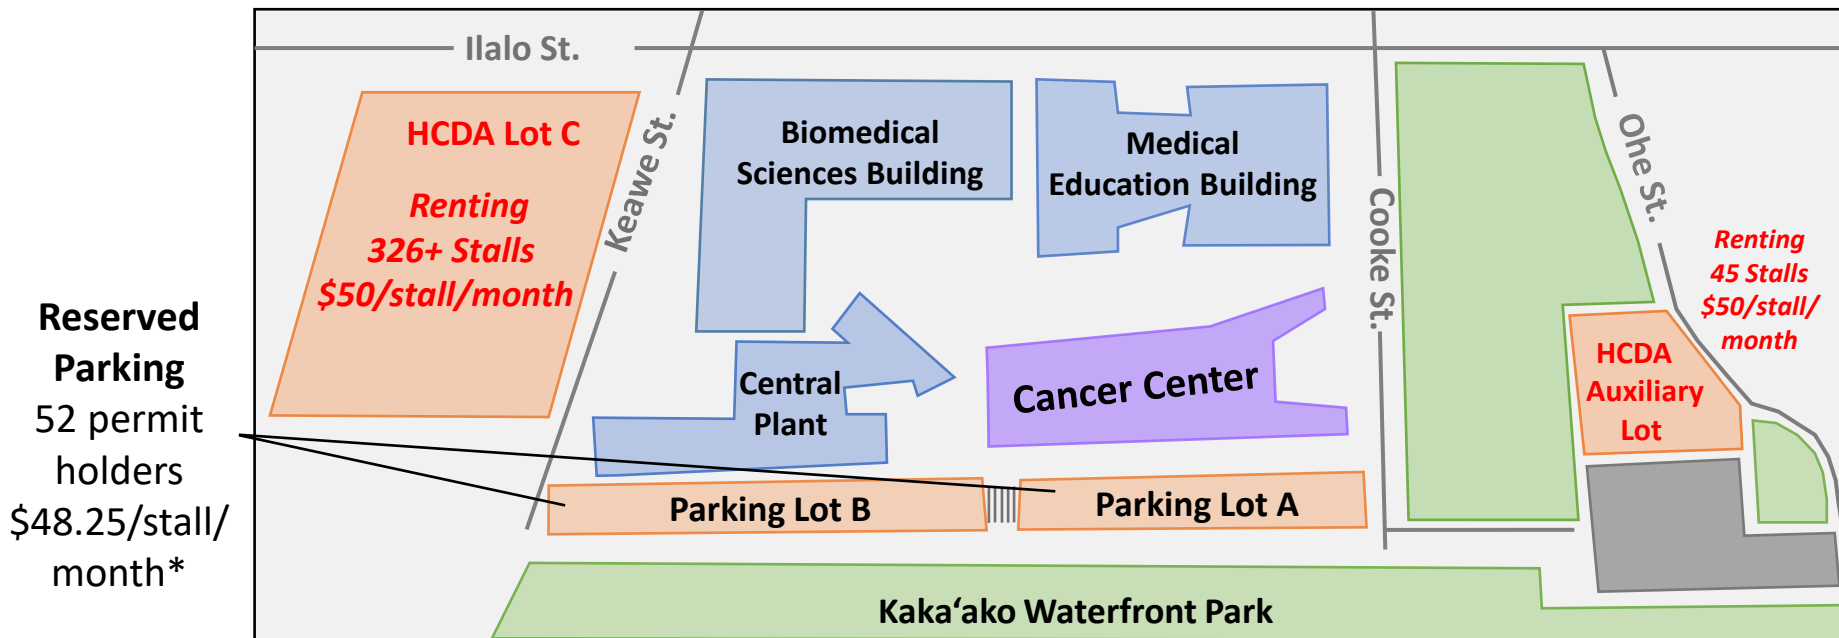 Ilalo St.
HCDA Lot C
Renting
326+ Stalls
$50/stall/month
Keawe St.
Biomedical
Sciences Building
Medical
Education Building
Cooke St.
Ohe St.
Renting
45 Stalls
$50/stall/
month
HCDA
Auxiliary
Lot
Reserved
Parking
52 permit
holders
$48.25/stall/
month*
Central
Plant
Cancer Center
Parking Lot B
Parking Lot A
Kakaʻako Waterfront Park